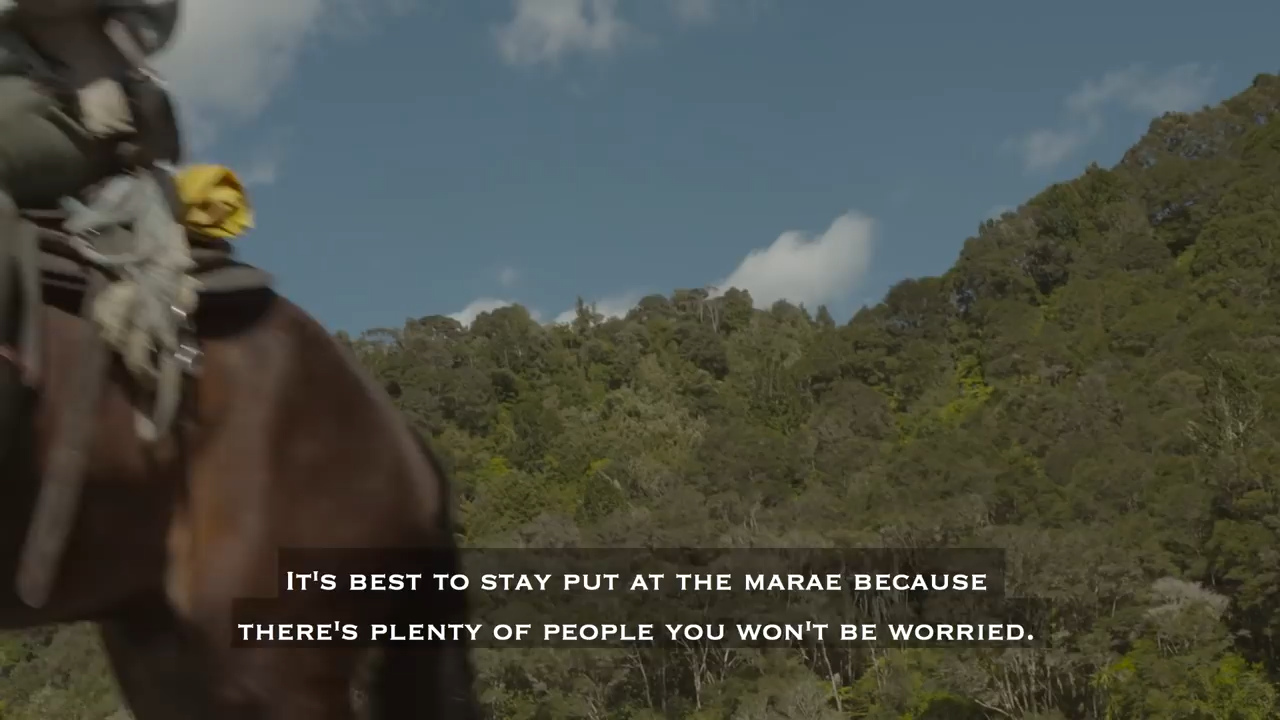 It's best to stay put at the marae because
there's plenty of people you won't be worried.